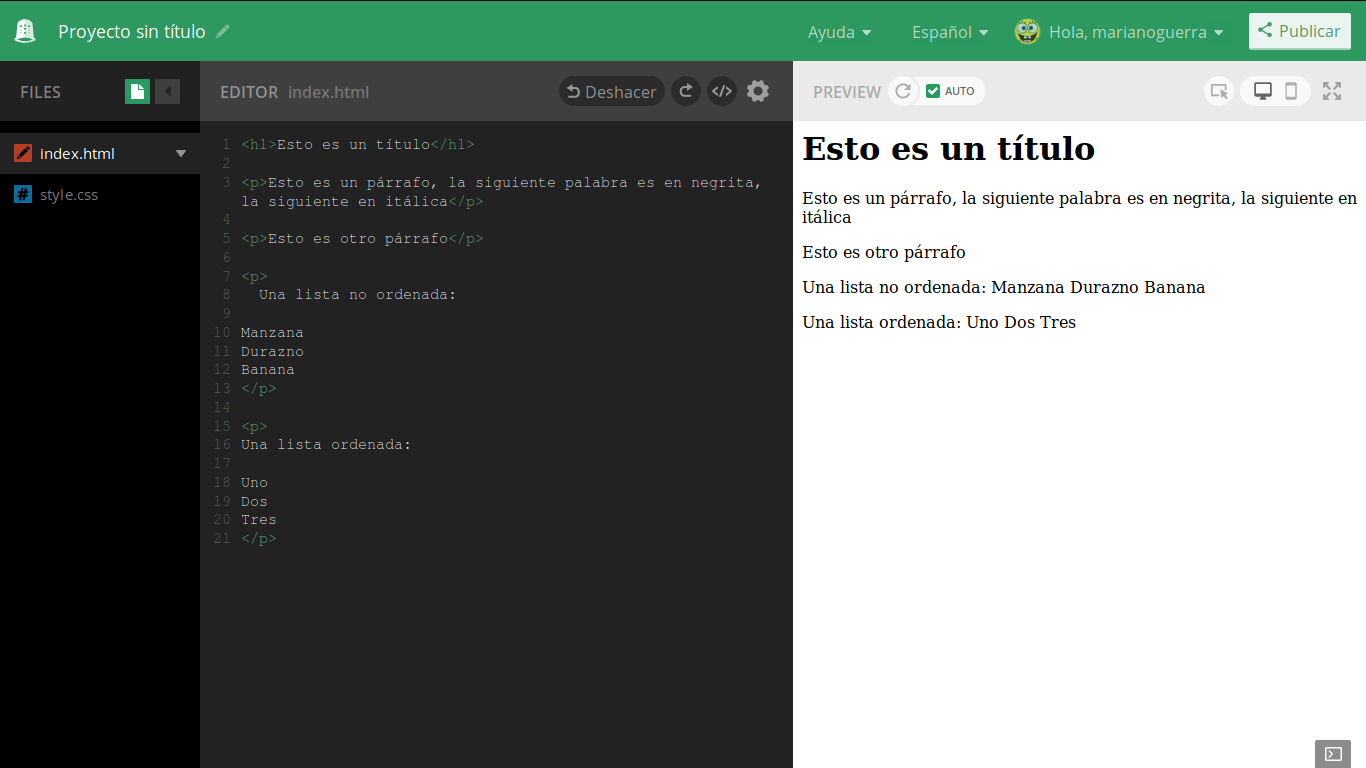 Proyecto sin título
Ayuda
Español
Hola, marianoguerra
Publicar
FILES
EDITOR index.html
Deshacer
PREVIEW
AUTO
index.html
style.css
1 <h1>Esto es un título</h1>
2
3 <p>Esto es un párrafo, la siguiente palabra es en negrita,
la siguiente en itálica</p>
4
5 <p>Esto es otro párrafo</p>
6
7 <p>
8 Una lista no ordenada:
9
10 Manzana
11 Durazno
12 Banana
13 </p>
14
15 <p>
16 Una lista ordenada:
17
18 Uno
19 Dos
20 Tres
21 </p>
Esto es un título
Esto es un párrafo, la siguiente palabra es en negrita, la siguiente en
itálica
Esto es otro párrafo
Una lista no ordenada: Manzana Durazno Banana
Una lista ordenada: Uno Dos Tres